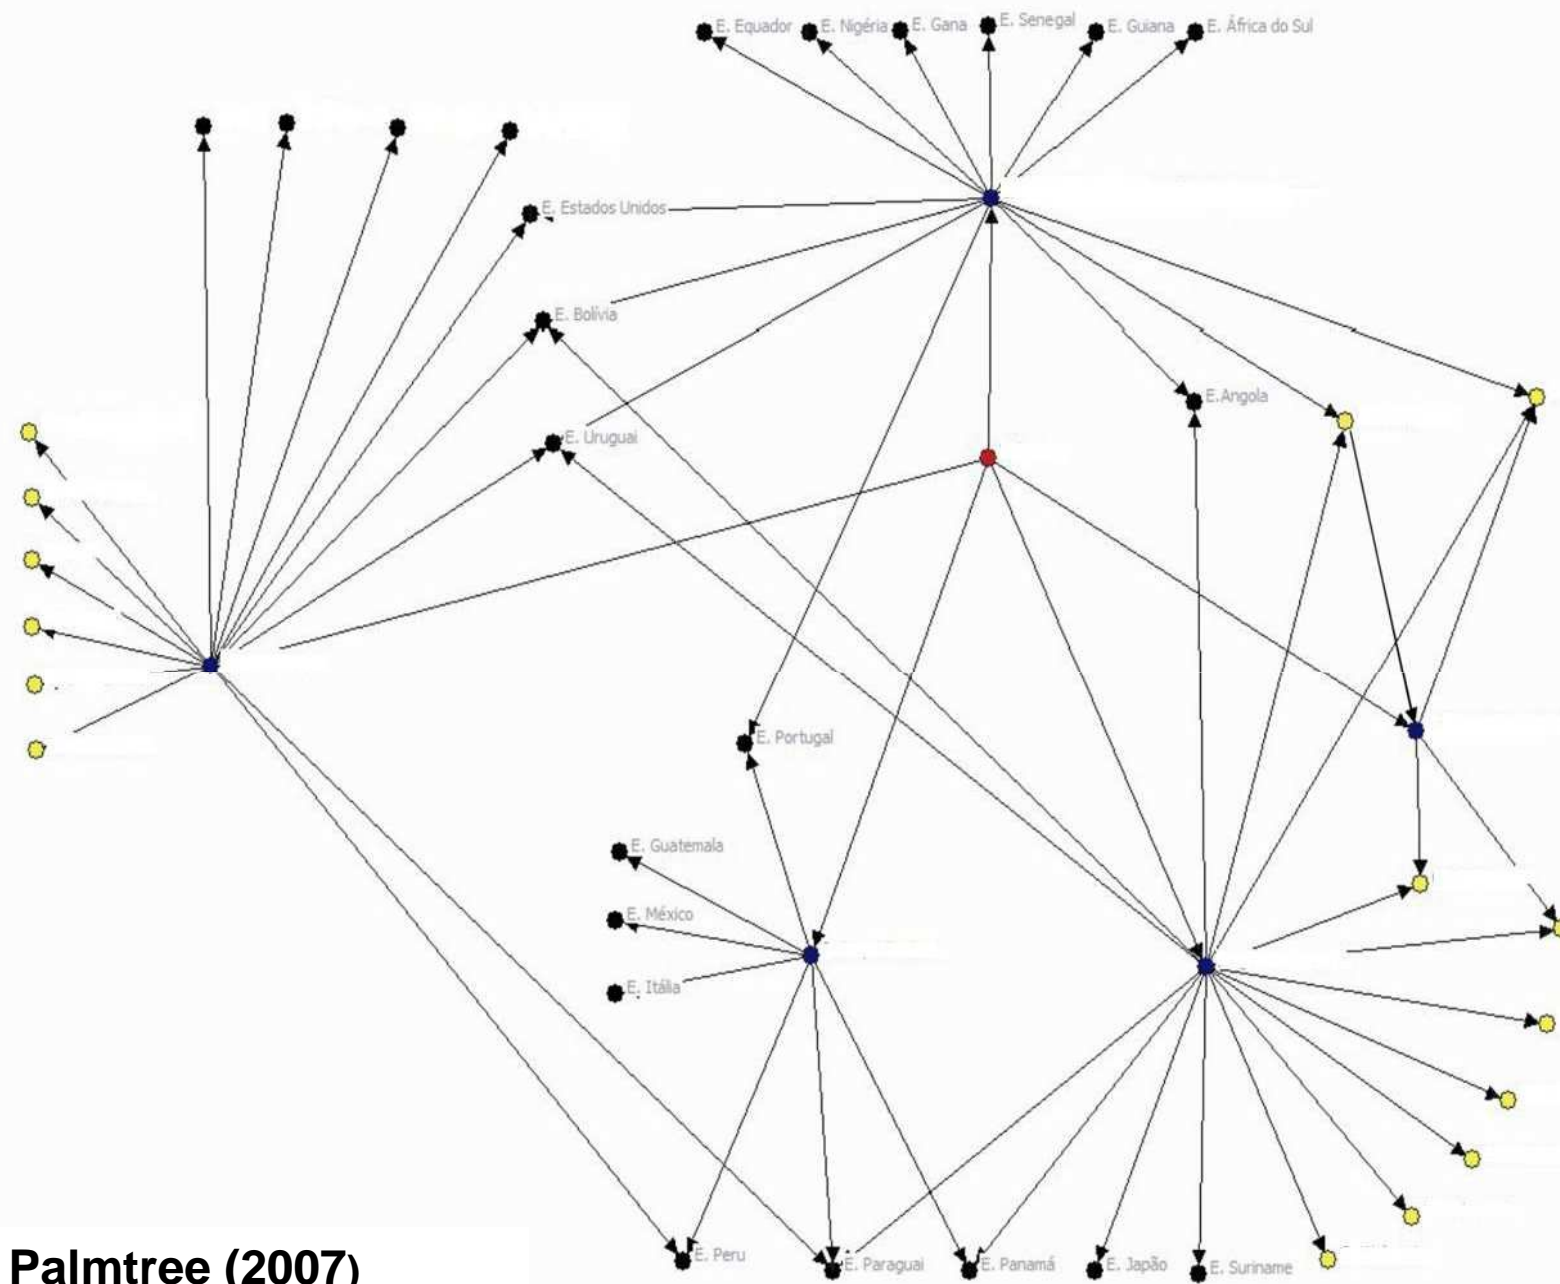 E. Equador
E. Nigéria
E. Gana
E. Senegal
E. Guiana
E. África do Sul
E. Estados Unidos
E. Bolívia
E.Angola
E. Uruguai
E. Portugal
E. Guatemala
E. México
E. Itália
E. Peru
E. Paraguai
E. Panamá
E. Japão
E. Suriname
Palmtree (2007)